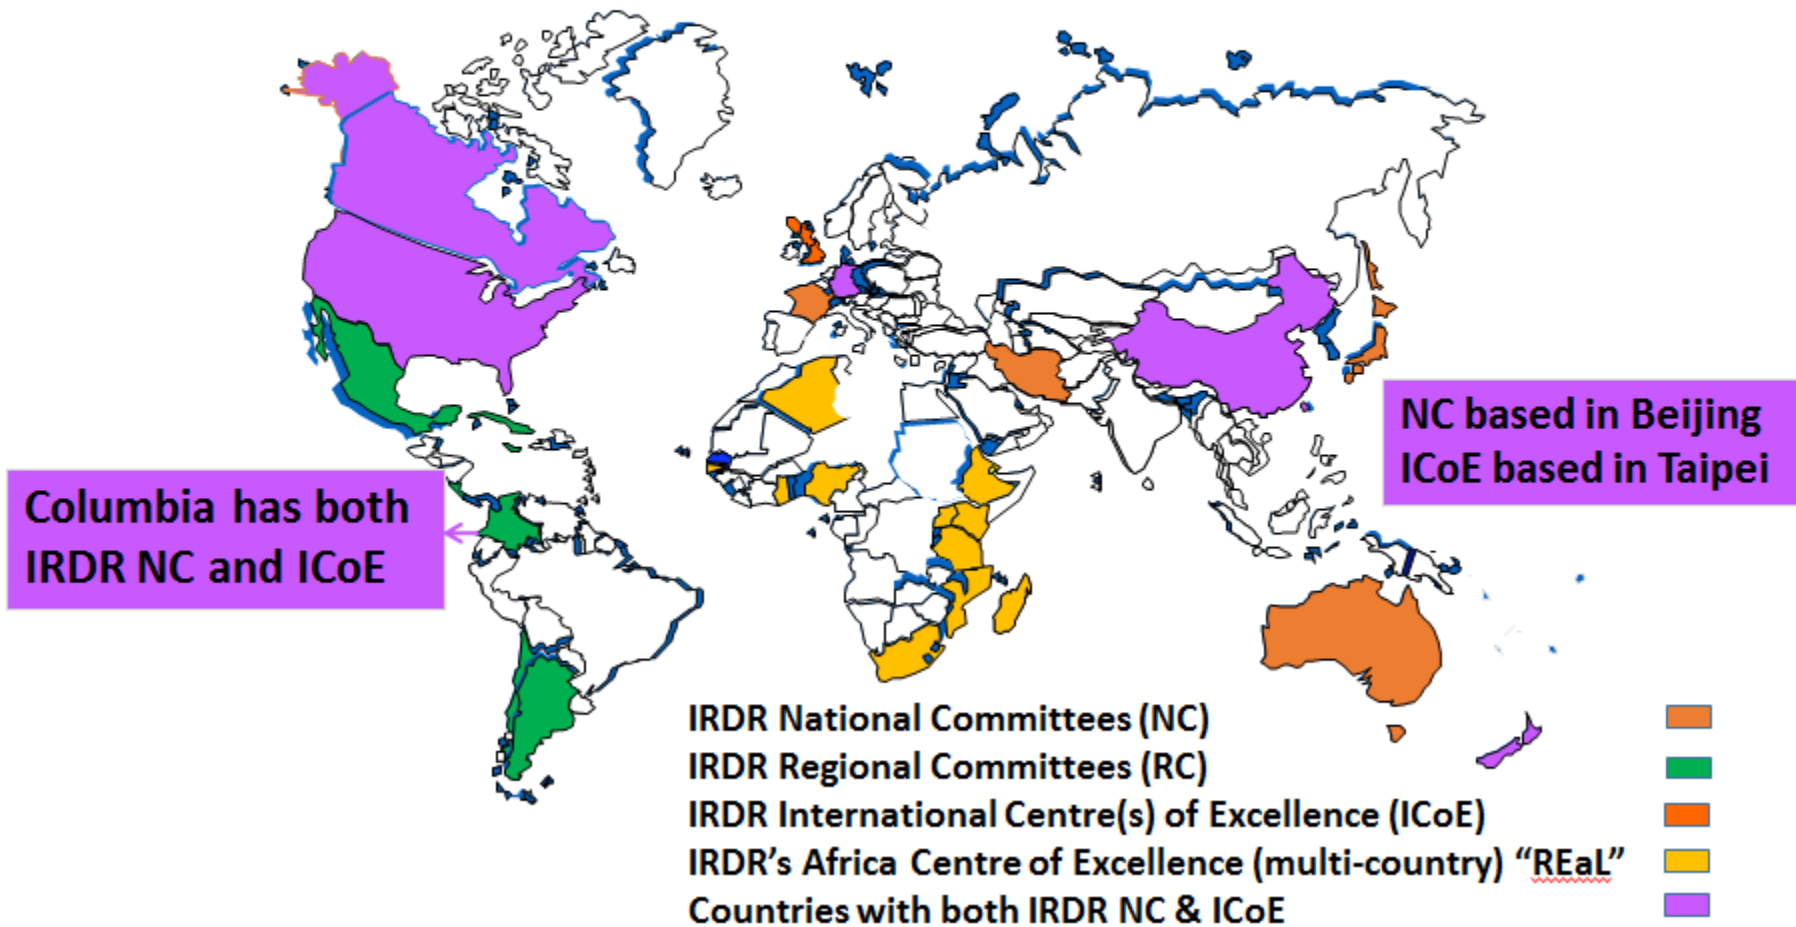 NC based in Beijing
ICoE based in Taipei
Columbia has both
IRDR NC and ICoE
IRDR National Committees (NC)
IRDR Regional Committees (RC)
IRDR International Centre(s) of Excellence (ICoE)
IRDR’s Africa Centre of Excellence (multi-country) “REaL”
Countries with both IRDR NC & ICoE